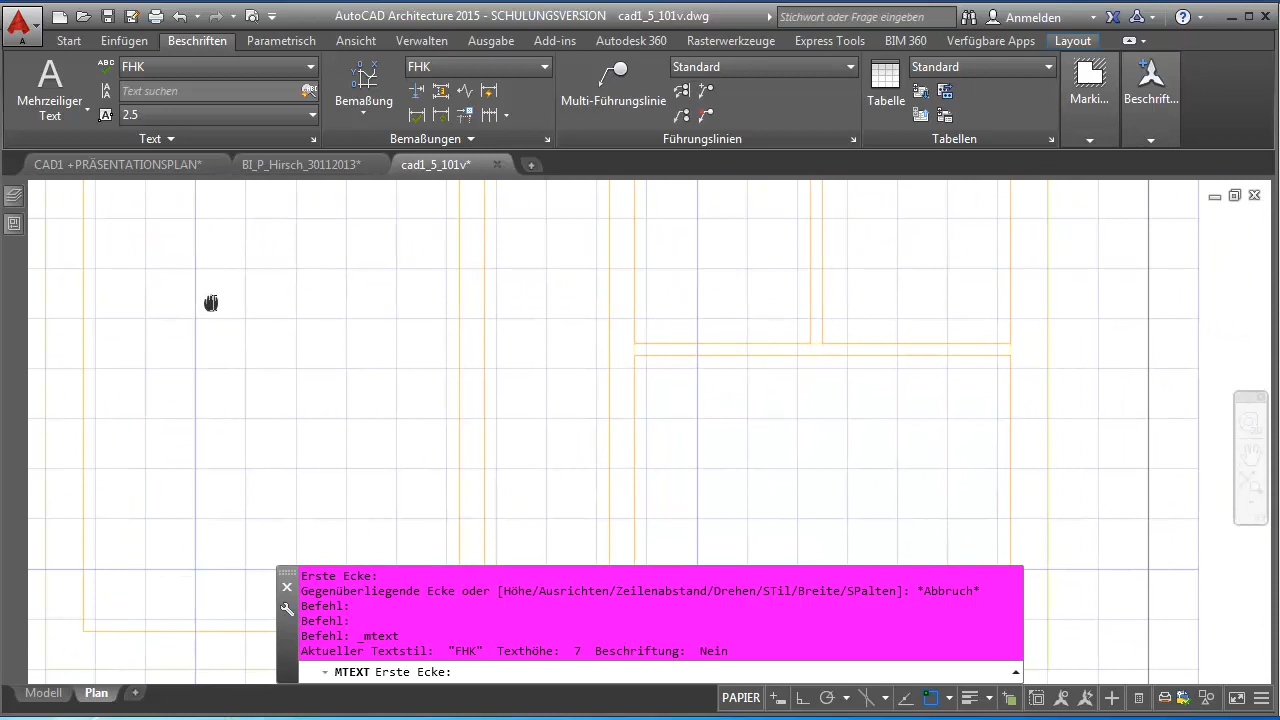 AutoCAD Architecture 2015 - SCHULUNGSVERSION cad1_5_101v.dwg
Stichwort oder Frage eingeben
Anmelden
Start Einfügen Beschriften Parametrisch Ansicht Verwalten Ausgabe Add-ins Autodesk 360 Rasterwerkzeuge Express Tools BIM 360 Verfügbare Apps Layout
A
ABC FHK
FHK
Standard
Standard
Text suchen
Mehrzeiliger
Text
2.5
Bemaßung
Multi-Führungslinie
Tabelle
Marki...
Beschrift...
Text
Bemaßungen
Führungslinien
Tabellen
CAD1 +PRÄSENTATIONSPLAN* BI_P_Hirsch_30112013* cad1_5_101v*
Erste Ecke:
Gegenüberliegende Ecke oder [Höhe/Ausrichten/Zeilenabstand/Drehen/STil/Breite/SPalten]: *Abbruch*
Befehl:
Befehl:
Befehl: _mtext
Aktueller Textstil: "FHK" Texthöhe: 7 Beschriftung: Nein
MTEXT Erste Ecke:
Modell Plan
PAPIER